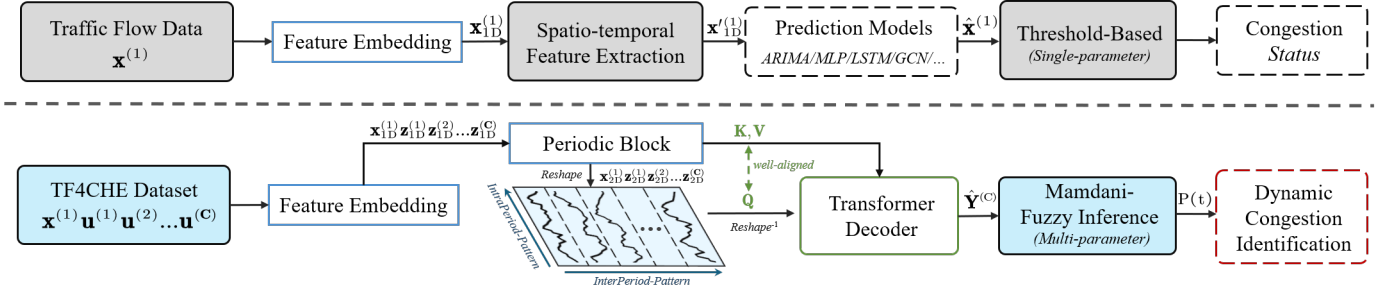 Traffic Flow Data
𝐱⁽¹⁾
Feature Embedding
𝐱₁D⁽¹⁾
Spatio-temporal
Feature Extraction
𝐱′₁D⁽¹⁾
Prediction Models
ARIMA/MLP/LSTM/GCN/...
𝐱̂⁽¹⁾
Threshold-Based
(Single-parameter)
Congestion
Status
TF4CHE Dataset
𝐱⁽¹⁾𝐮⁽¹⁾𝐮⁽²⁾...𝐮⁽ᶜ⁾
Feature Embedding
𝐱₁D⁽¹⁾𝐳₁D⁽¹⁾𝐳₁D⁽²⁾...𝐳₁D⁽ᶜ⁾
Periodic Block
Reshape
𝐱₂D⁽¹⁾𝐳₂D⁽¹⁾𝐳₂D⁽²⁾...𝐳₂D⁽ᶜ⁾
IntraPeriod-Pattern
...
InterPeriod-Pattern
K, V
well-aligned
Q
Reshape⁻¹
Transformer
Decoder
𝐘̂⁽ᶜ⁾
Mamdani-
Fuzzy Inference
(Multi-parameter)
P(t)
Dynamic
Congestion
Identification